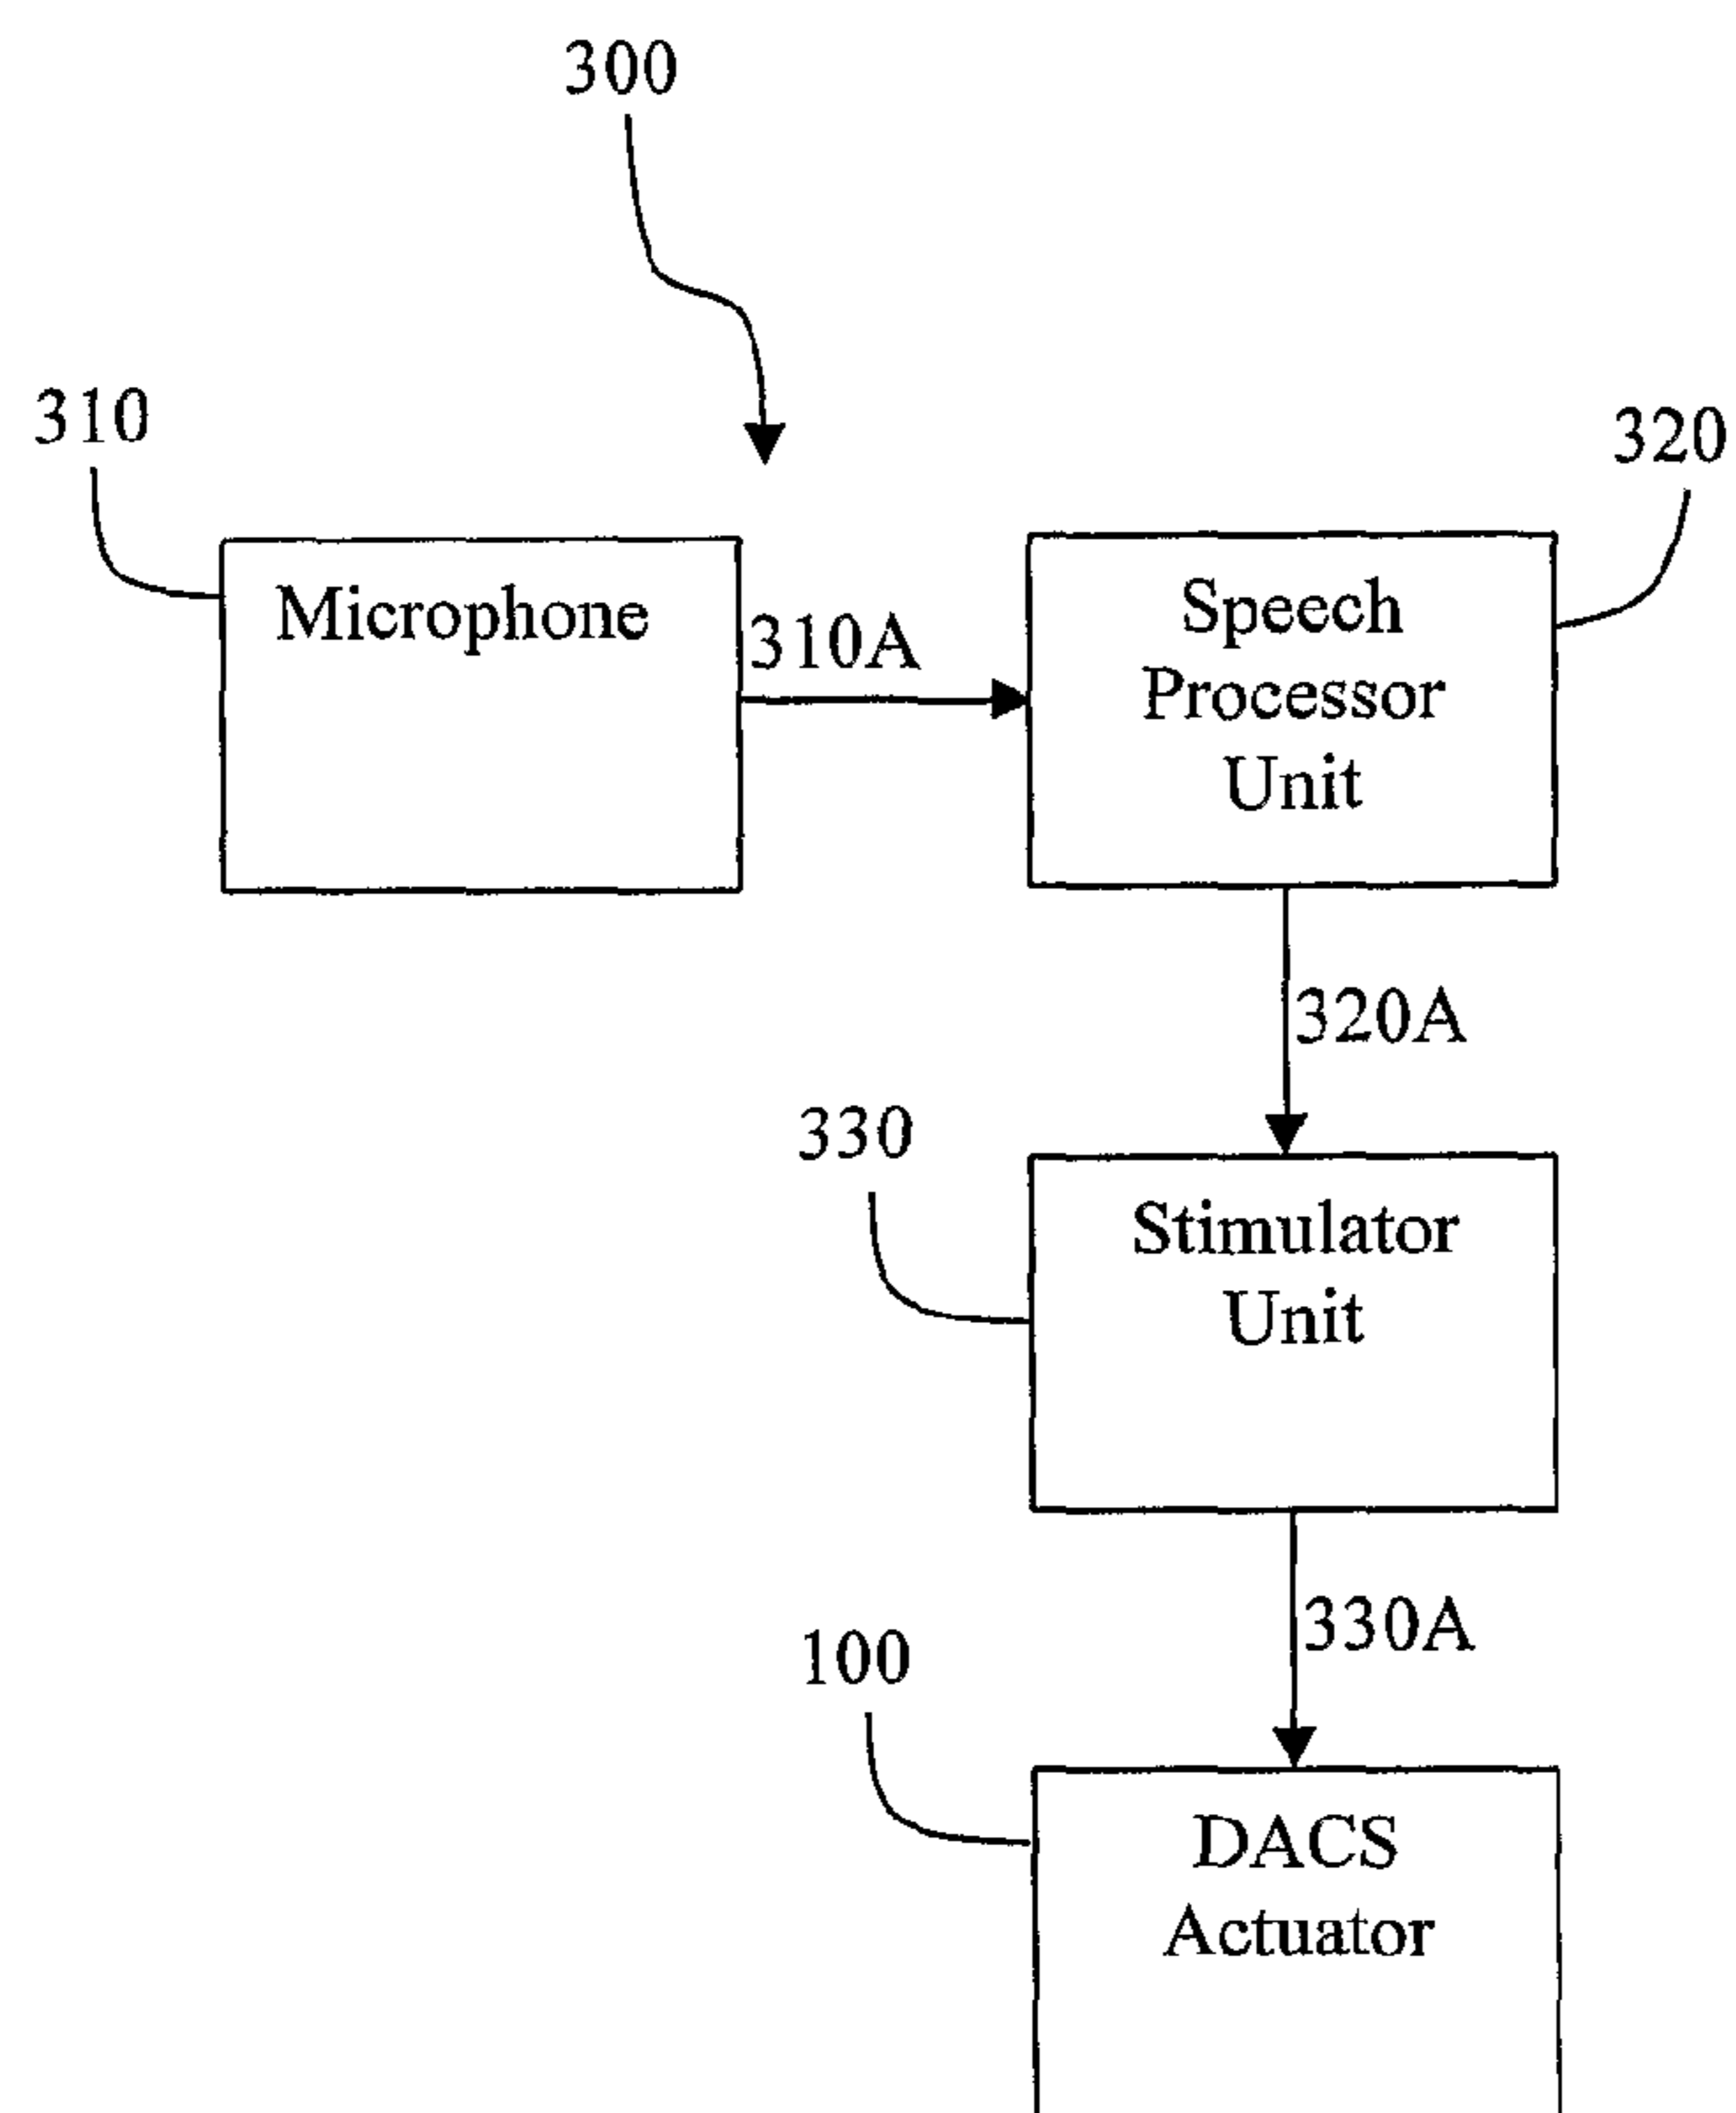 300
310
320
Microphone
310A
Speech
Processor
Unit
320A
330
Stimulator
Unit
330A
100
DACS
Actuator